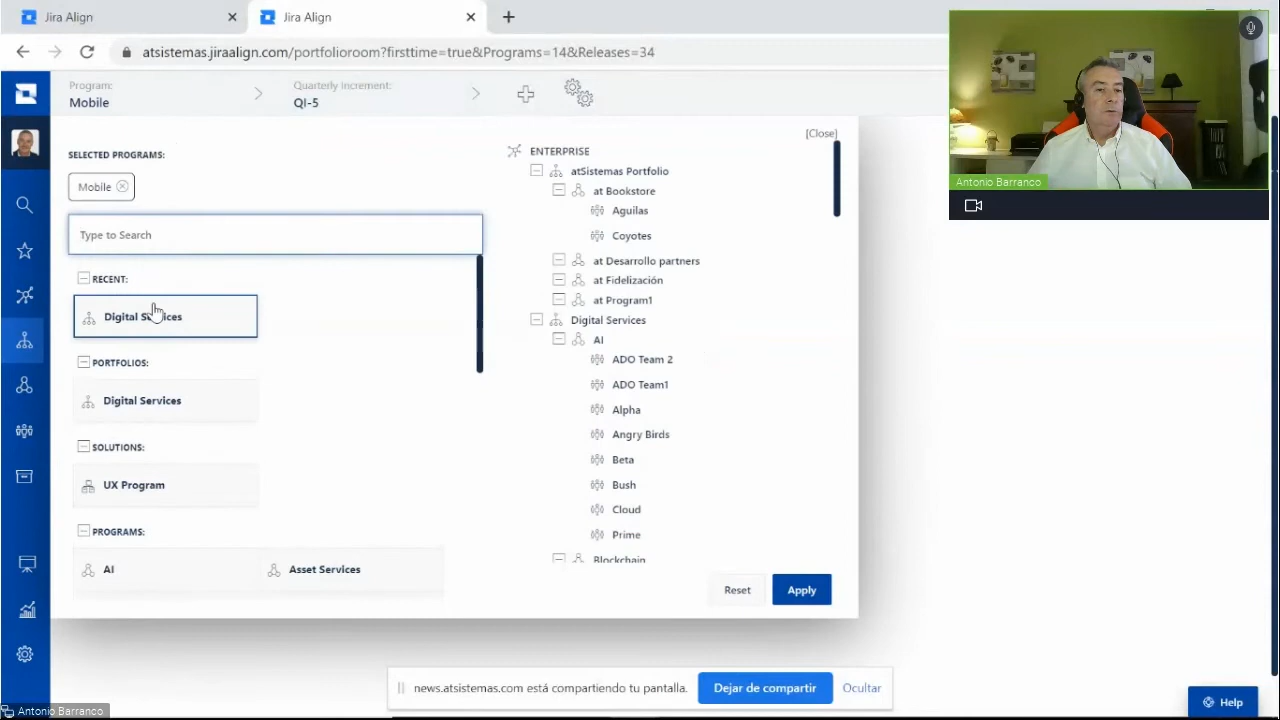 Jira Align
Jira Align
atsistemas.jiraalign.com/portfolioroom?firsttime=true&Programs=14&Releases=34
Program:
Mobile
Quarterly Increment:
QI-5
[Close]
SELECTED PROGRAMS:
Mobile
Type to Search
RECENT:
Digital Services
PORTFOLIOS:
Digital Services
SOLUTIONS:
UX Program
PROGRAMS:
AI
Asset Services
ENTERPRISE
atSistemas Portfolio
at Bookstore
Aguilas
Coyotes
at Desarrollo partners
at Fidelización
at Program1
Digital Services
AI
ADO Team 2
ADO Team1
Alpha
Angry Birds
Beta
Bush
Cloud
Prime
Blockchain
Reset
Apply
Antonio Barranco
news.atsistemas.com está compartiendo tu pantalla.
Dejar de compartir
Ocultar
Help
Antonio Barranco